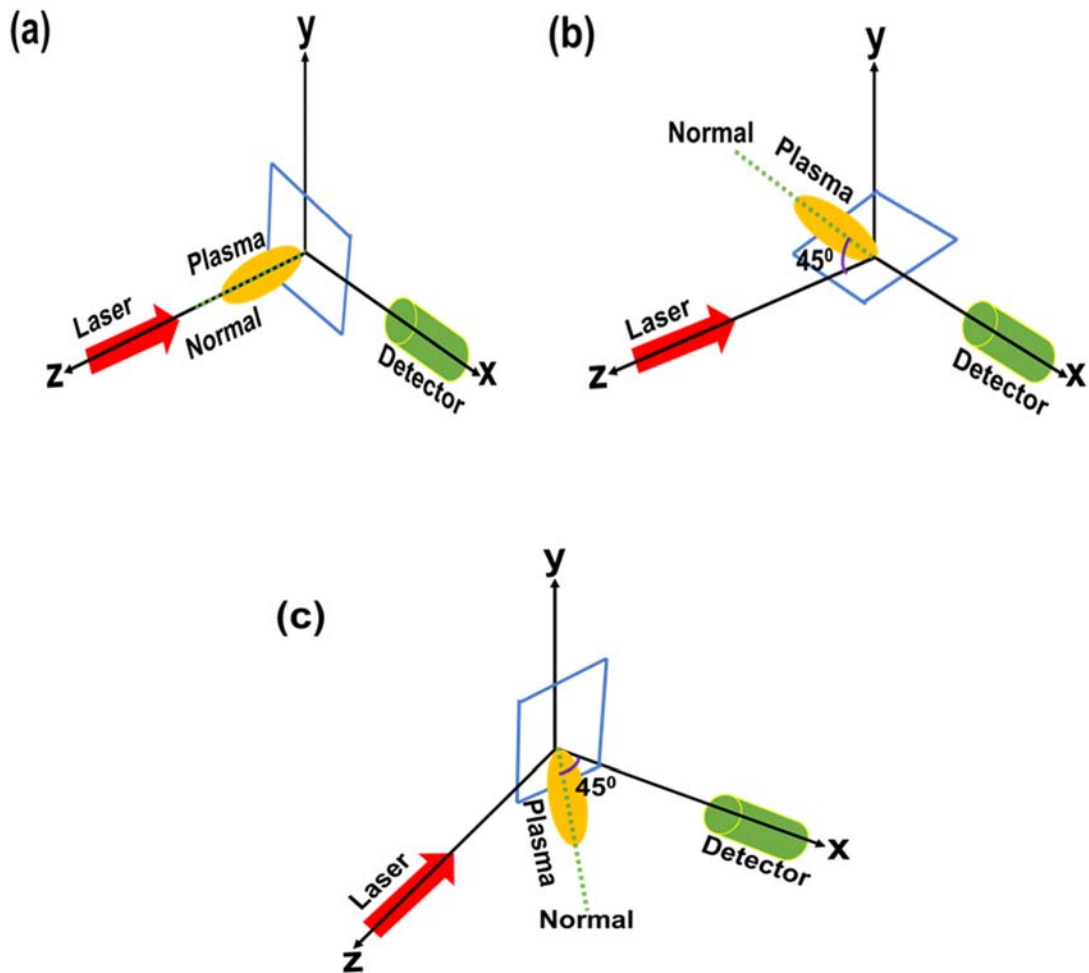 (a)
y
Plasma
Laser
Normal
z
Detector
x
(b)
y
Normal
Plasma
45⁰
Laser
z
Detector
x
(c)
y
45⁰
Plasma
Laser
Detector
x
Normal
z